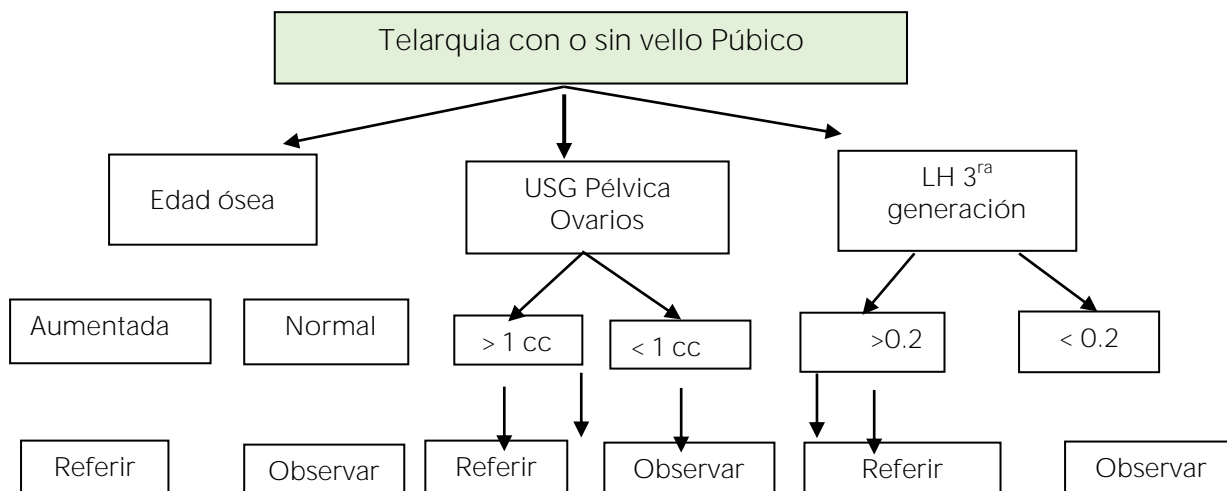 Telarquia con o sin vello Púbico
Edad ósea
USG Pélvica
Ovarios
LH 3ra
generación
Aumentada
Normal
> 1 cc
< 1 cc
>0.2
< 0.2
Referir
Observar
Referir
Observar
Referir
Observar